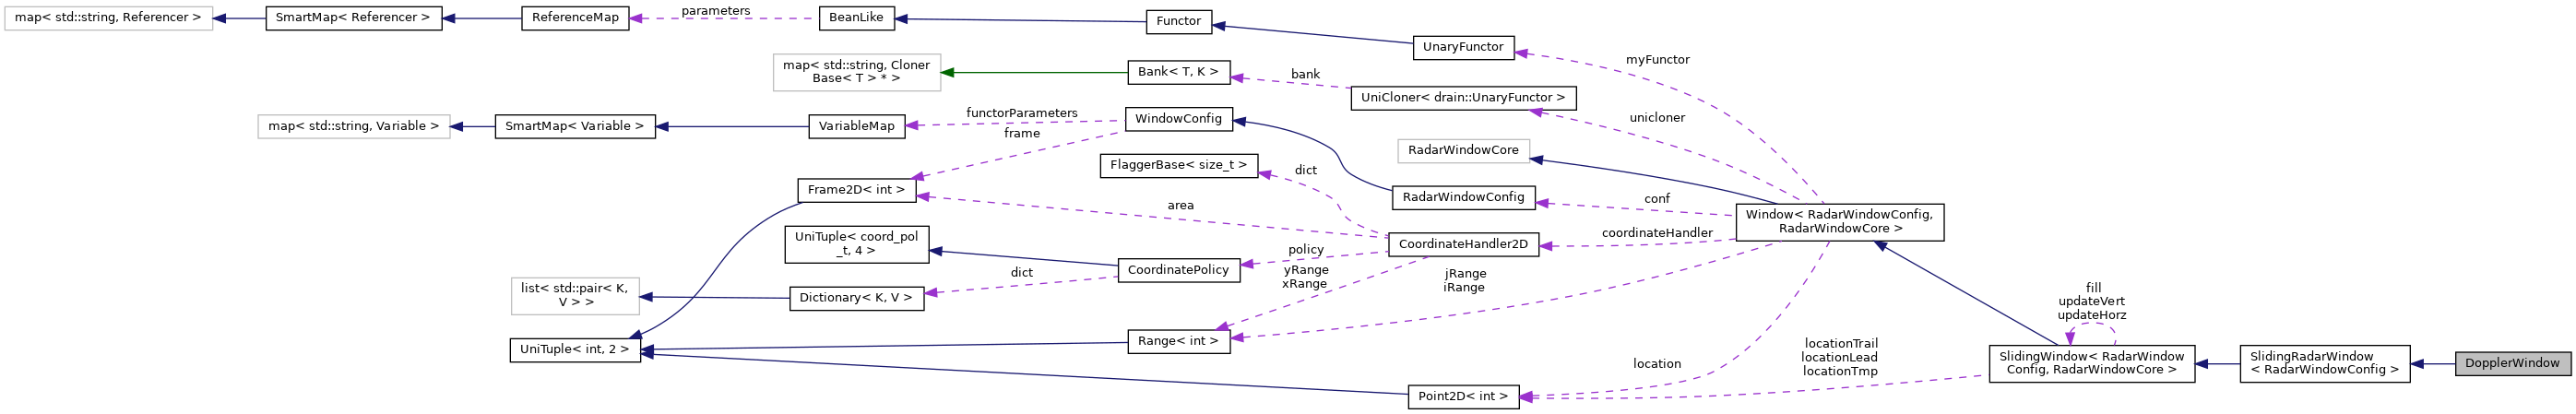 map< std::string, Referencer >
SmartMap< Referencer >
ReferenceMap
parameters
BeanLike
Functor
UnaryFunctor
myFunctor
map< std::string, Cloner
Base< T > * >
Bank< T, K >
bank
UniCloner< drain::UnaryFunctor >
unicloner
map< std::string, Variable >
SmartMap< Variable >
VariableMap
functorParameters
frame
WindowConfig
RadarWindowCore
FlaggerBase< size_t >
dict
Frame2D< int >
area
RadarWindowConfig
conf
Window< RadarWindowConfig,
RadarWindowCore >
UniTuple< coord_pol
_t, 4 >
policy
CoordinateHandler2D
coordinateHandler
CoordinatePolicy
dict
yRange
xRange
jRange
iRange
list< std::pair< K,
V > >
Dictionary< K, V >
fill
updateVert
updateHorz
UniTuple< int, 2 >
Range< int >
location
locationTrail
locationLead
locationTmp
SlidingWindow< RadarWindow
Config, RadarWindowCore >
SlidingRadarWindow
< RadarWindowConfig >
DopplerWindow
Point2D< int >